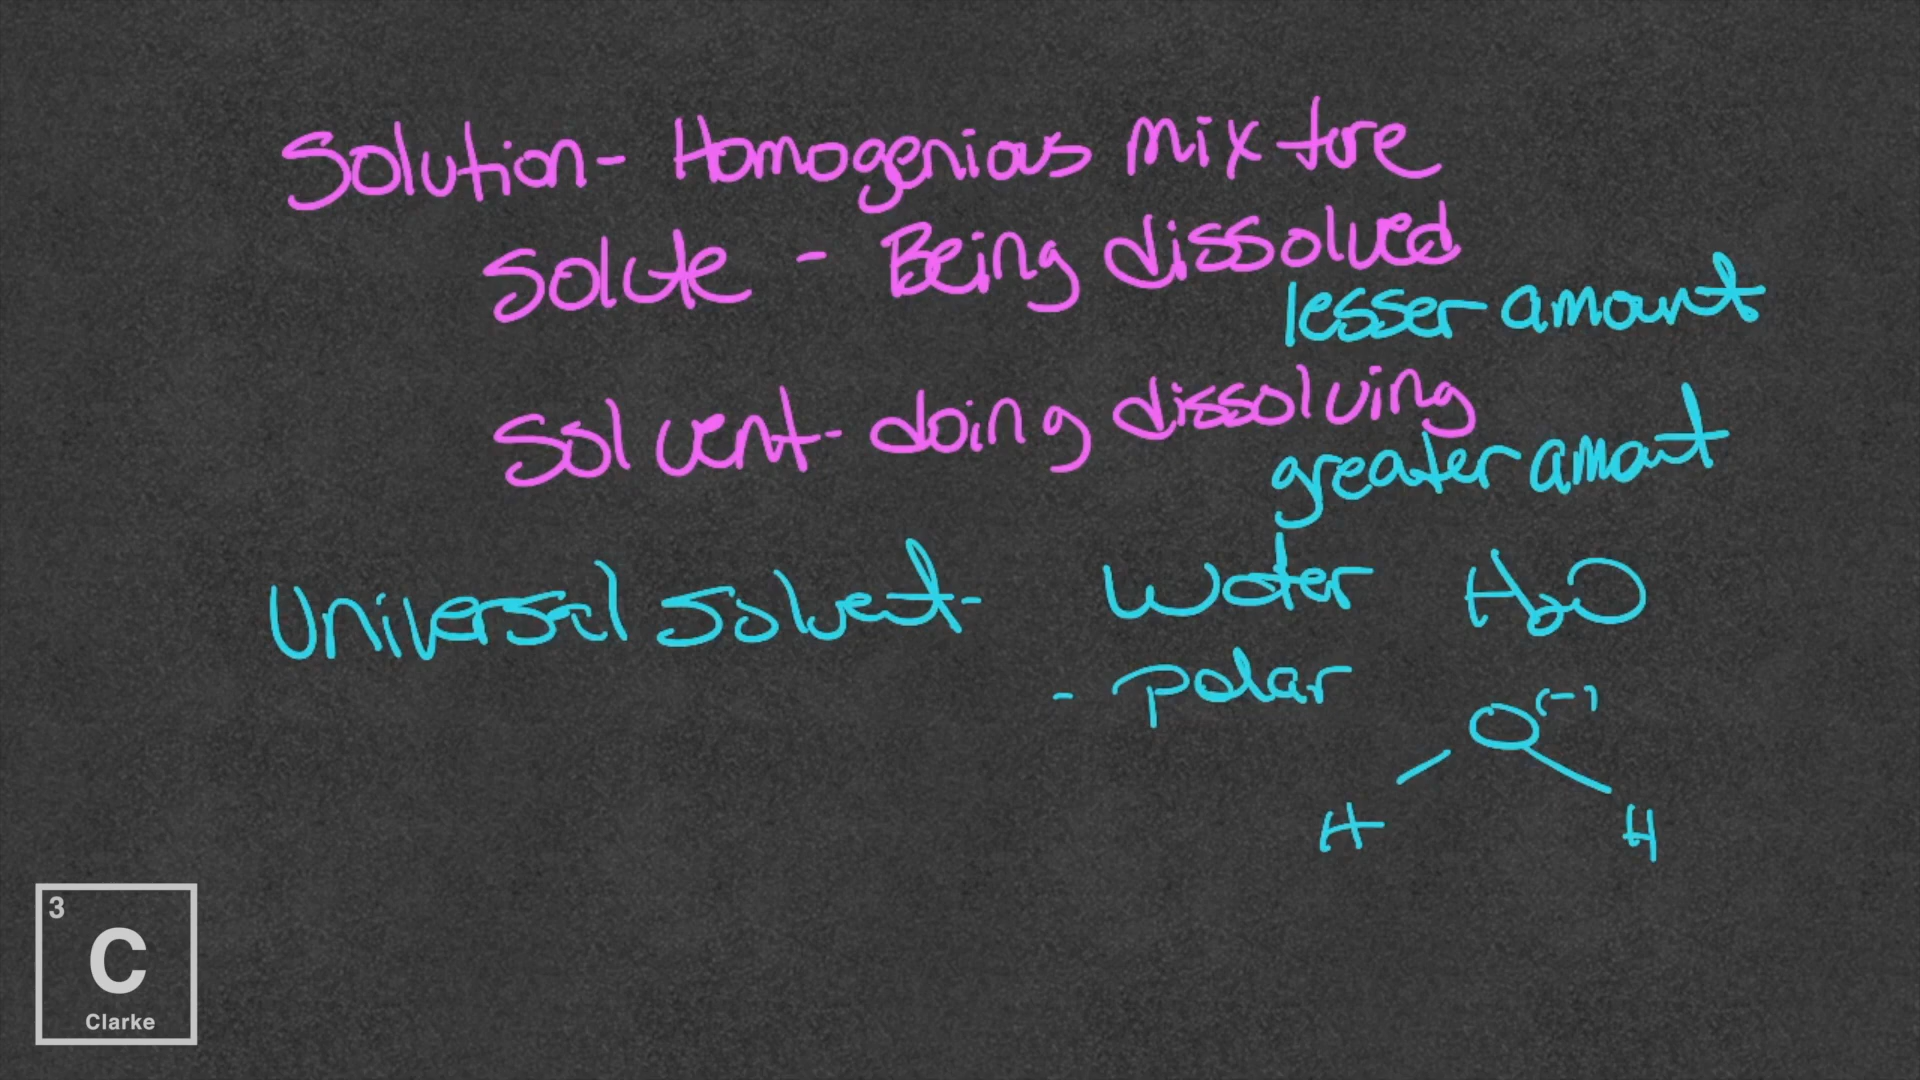 Solution - Homogenious mixture
Solute - Being dissolved
lesser amount
Solvent - doing dissolving
greater amount
Universal solvent - Water H₂O
- polar
O(-)
H H
3
C
Clarke